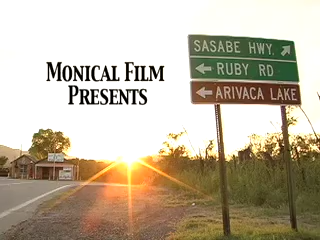 Monical Film
Presents
SASABE HWY.
RUBY RD
ARIVACA LAKE